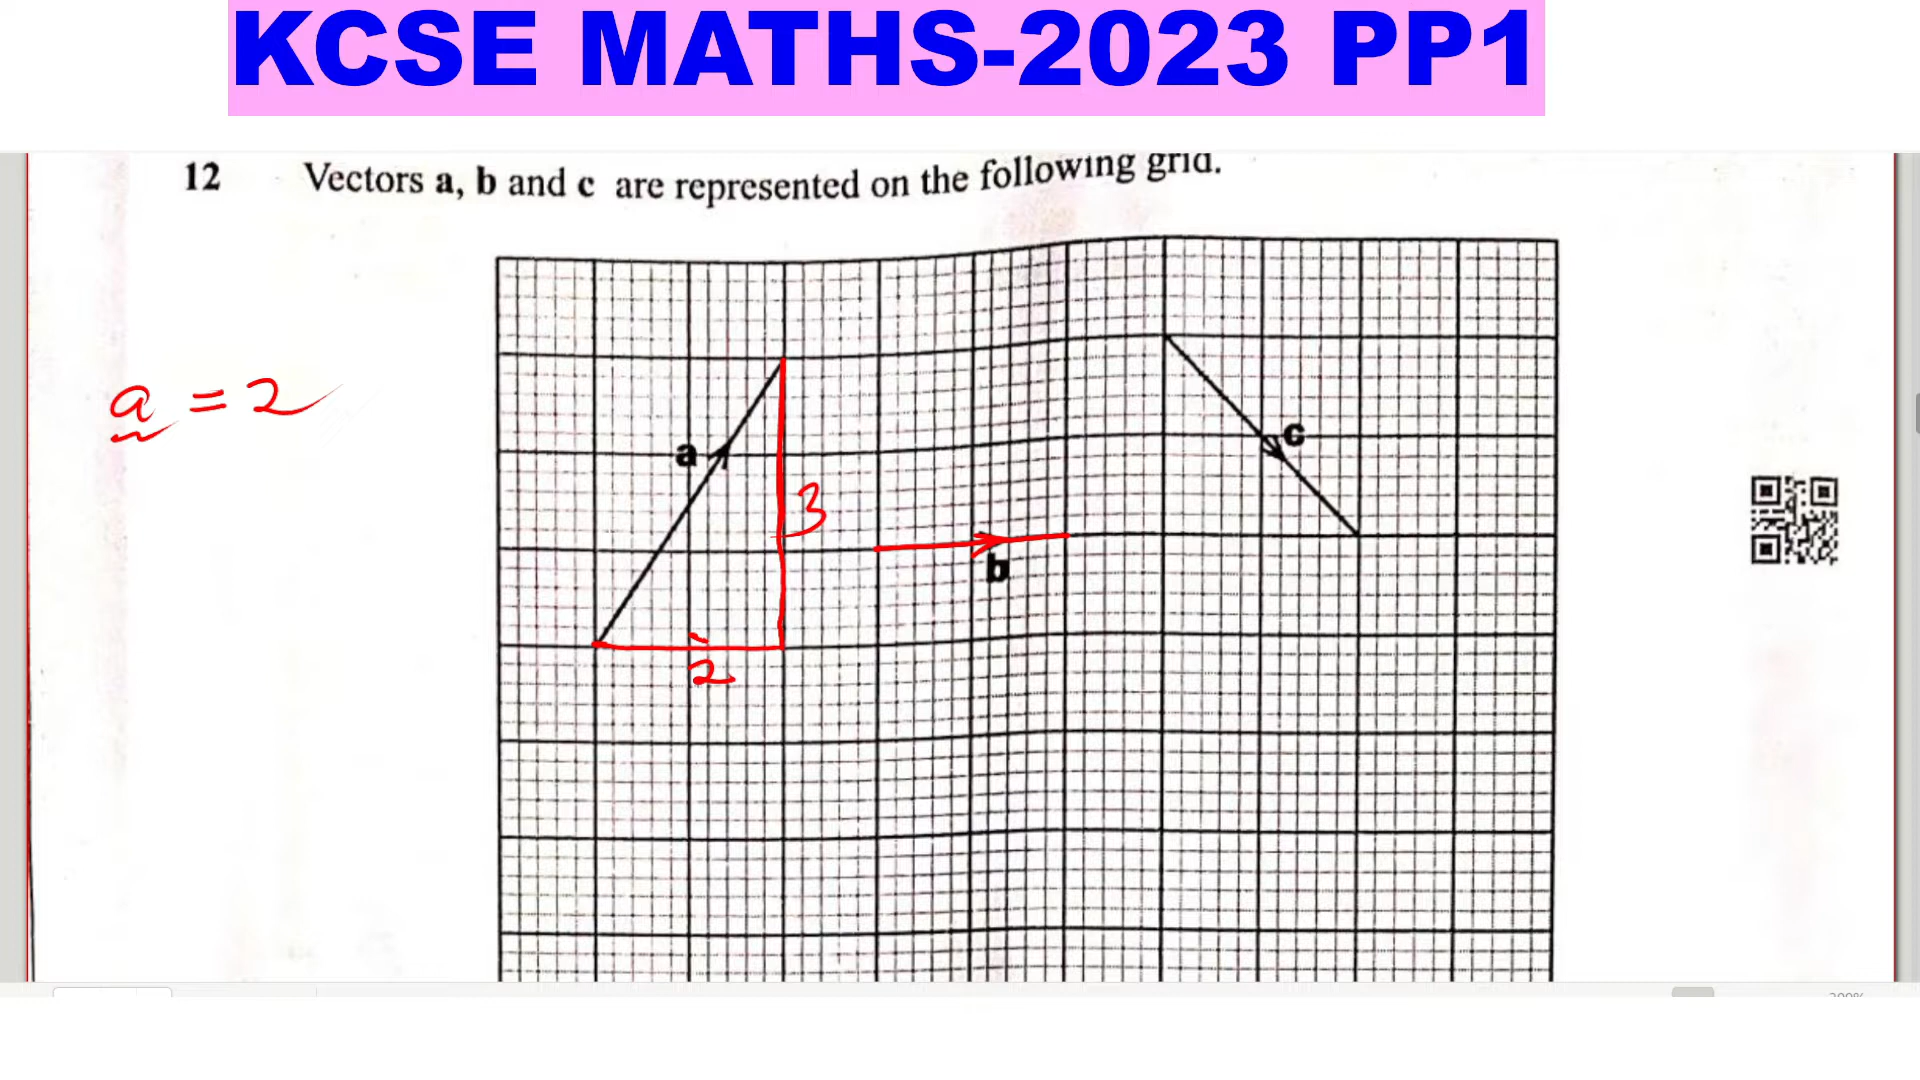 KCSE MATHS-2023 PP1
12 Vectors a, b and c are represented on the following grid.
a = 2
a
3
b
2
c